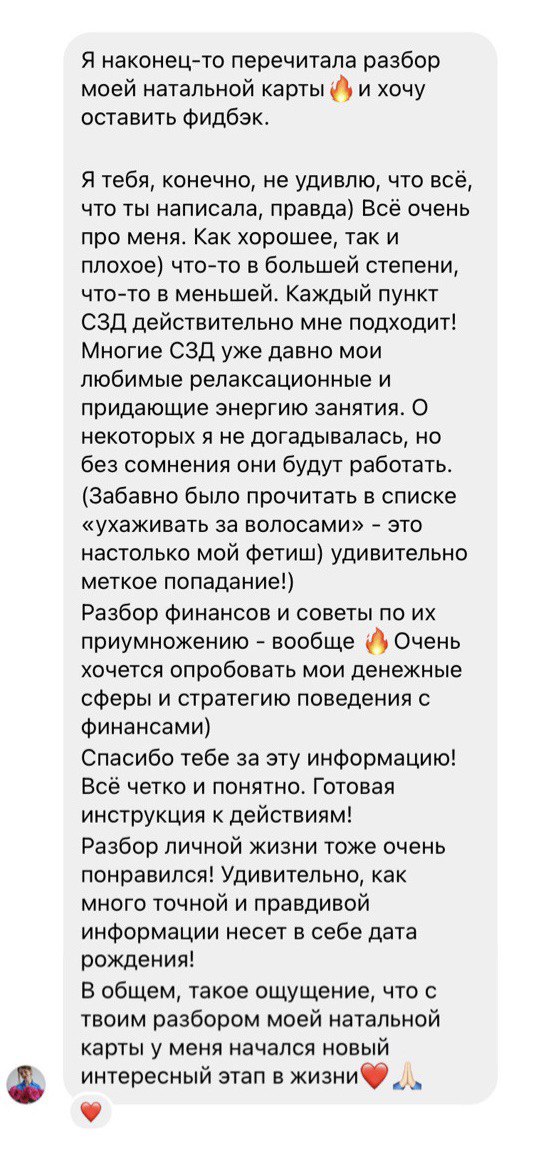 Я наконец-то перечитала разбор
моей натальной карты🔥и хочу
оставить фидбэк.
Я тебя, конечно, не удивлю, что всё,
что ты написала, правда) Всё очень
про меня. Как хорошее, так и
плохое) что-то в большей степени,
что-то в меньшей. Каждый пункт
СЗД действительно мне подходит!
Многие СЗД уже давно мои
любимые релаксационные и
придающие энергию занятия. О
некоторых я не догадывалась, но
без сомнения они будут работать.
(Забавно было прочитать в списке
«ухаживать за волосами» - это
настолько мой фетиш) удивительно
меткое попадание!)
Разбор финансов и советы по их
приумножению - вообще 🔥Очень
хочется опробовать мои денежные
сферы и стратегию поведения с
финансами)
Спасибо тебе за эту информацию!
Всё четко и понятно. Готовая
инструкция к действиям!
Разбор личной жизни тоже очень
понравился! Удивительно, как
много точной и правдивой
информации несет в себе дата
рождения!
В общем, такое ощущение, что с
твоим разбором моей натальной
карты у меня начался новый
интересный этап в жизни❤️🙏🏻